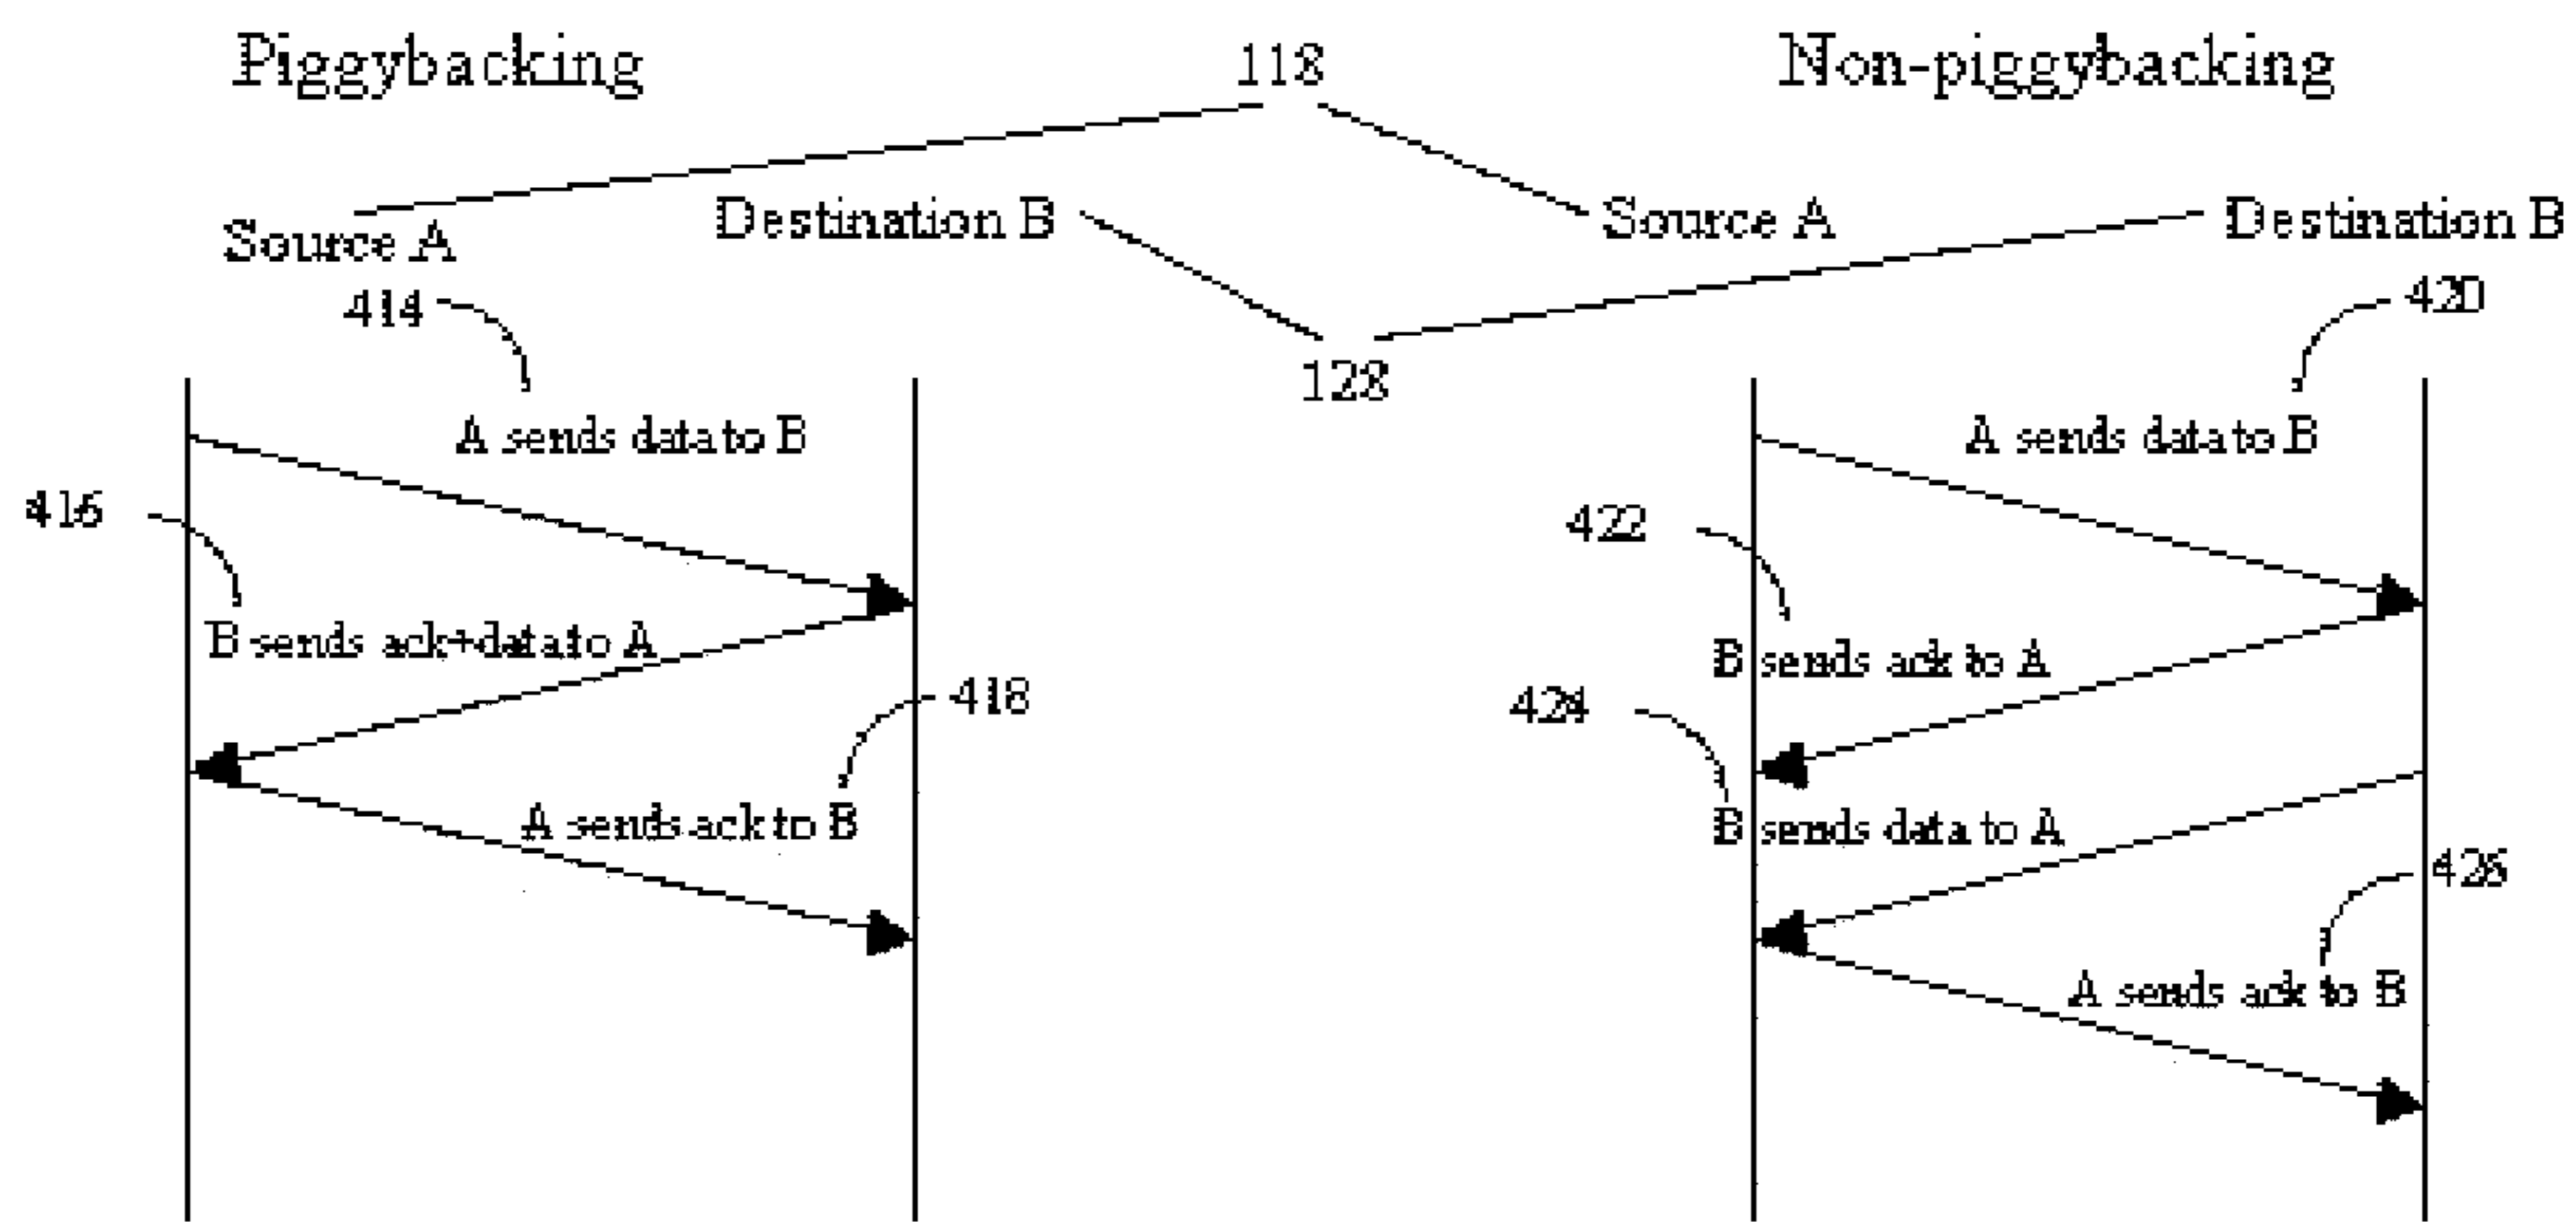 Piggybacking 118 Non-piggybacking
Source A Destination B Source A Destination B
414 420
128
A sends data to B A sends data to B
416 422
B sends ack+data to A B sends ack to A
418 424
A sends ack to B B sends data to A
426
A sends ack to B